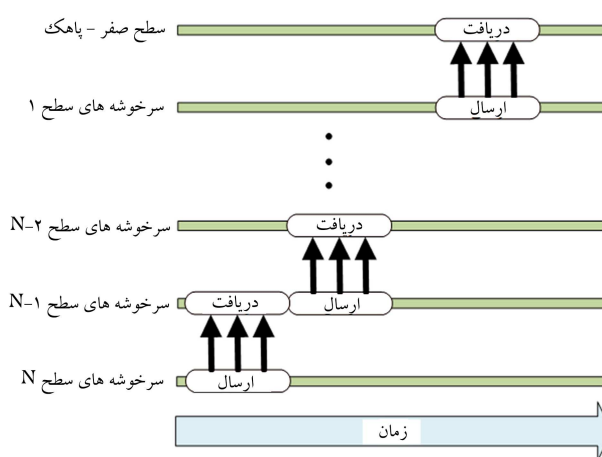 سطح صفر - پاهک
دریافت
سرخوشه های سطح ۱
ارسال
سرخوشه های سطح N-۲
دریافت
سرخوشه های سطح N-۱
دریافت
ارسال
سرخوشه های سطح N
ارسال
زمان